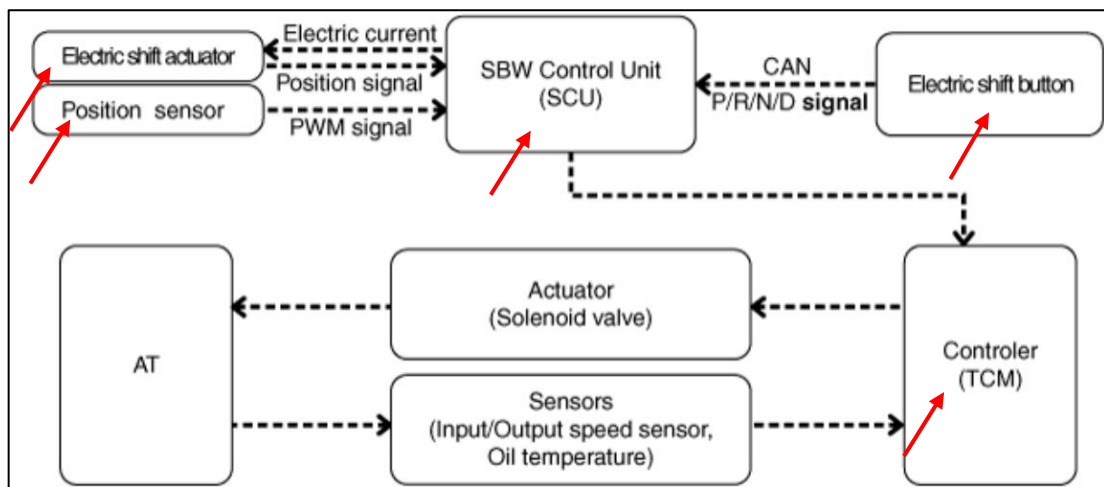 Electric shift actuator
Position sensor
Electric current
Position signal
PWM signal
SBW Control Unit
(SCU)
CAN
P/R/N/D signal
Electric shift button
AT
Actuator
(Solenoid valve)
Sensors
(Input/Output speed sensor,
Oil temperature)
Controler
(TCM)